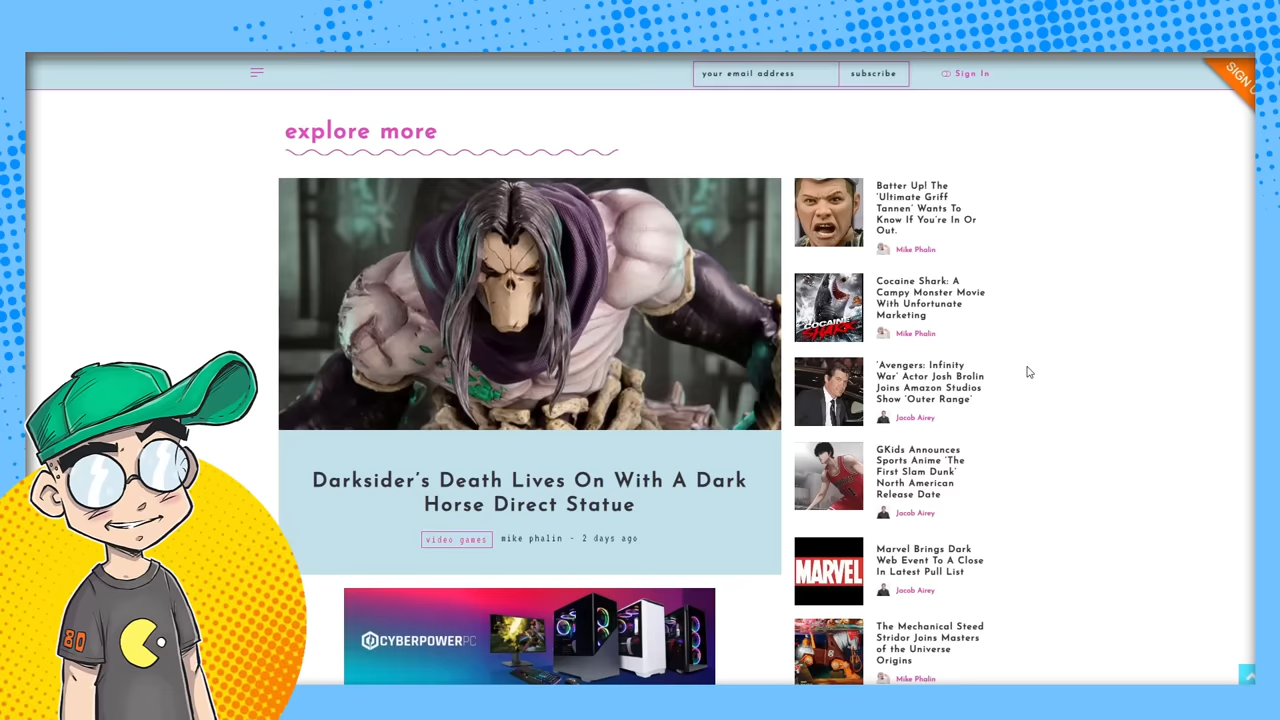 your email address
subscribe
Sign In
SIGN U
explore more
Darksider's Death Lives On With A Dark
Horse Direct Statue
video games
mike phalin - 2 days ago
CYBERPOWERPC
Batter Up! The
'Ultimate Griff
Tannen' Wants To
Know If You're In Or
Out.
Mike Phalin
COCAINE
SHARK
Cocaine Shark: A
Campy Monster Movie
With Unfortunate
Marketing
Mike Phalin
'Avengers: Infinity
War' Actor Josh Brolin
Joins Amazon Studios
Show 'Outer Range'
Jacob Airey
GKids Announces
Sports Anime 'The
First Slam Dunk'
North American
Release Date
Jacob Airey
MARVEL
Marvel Brings Dark
Web Event To A Close
In Latest Pull List
Jacob Airey
The Mechanical Steed
Stridor Joins Masters
of the Universe
Origins
Mike Phalin
80